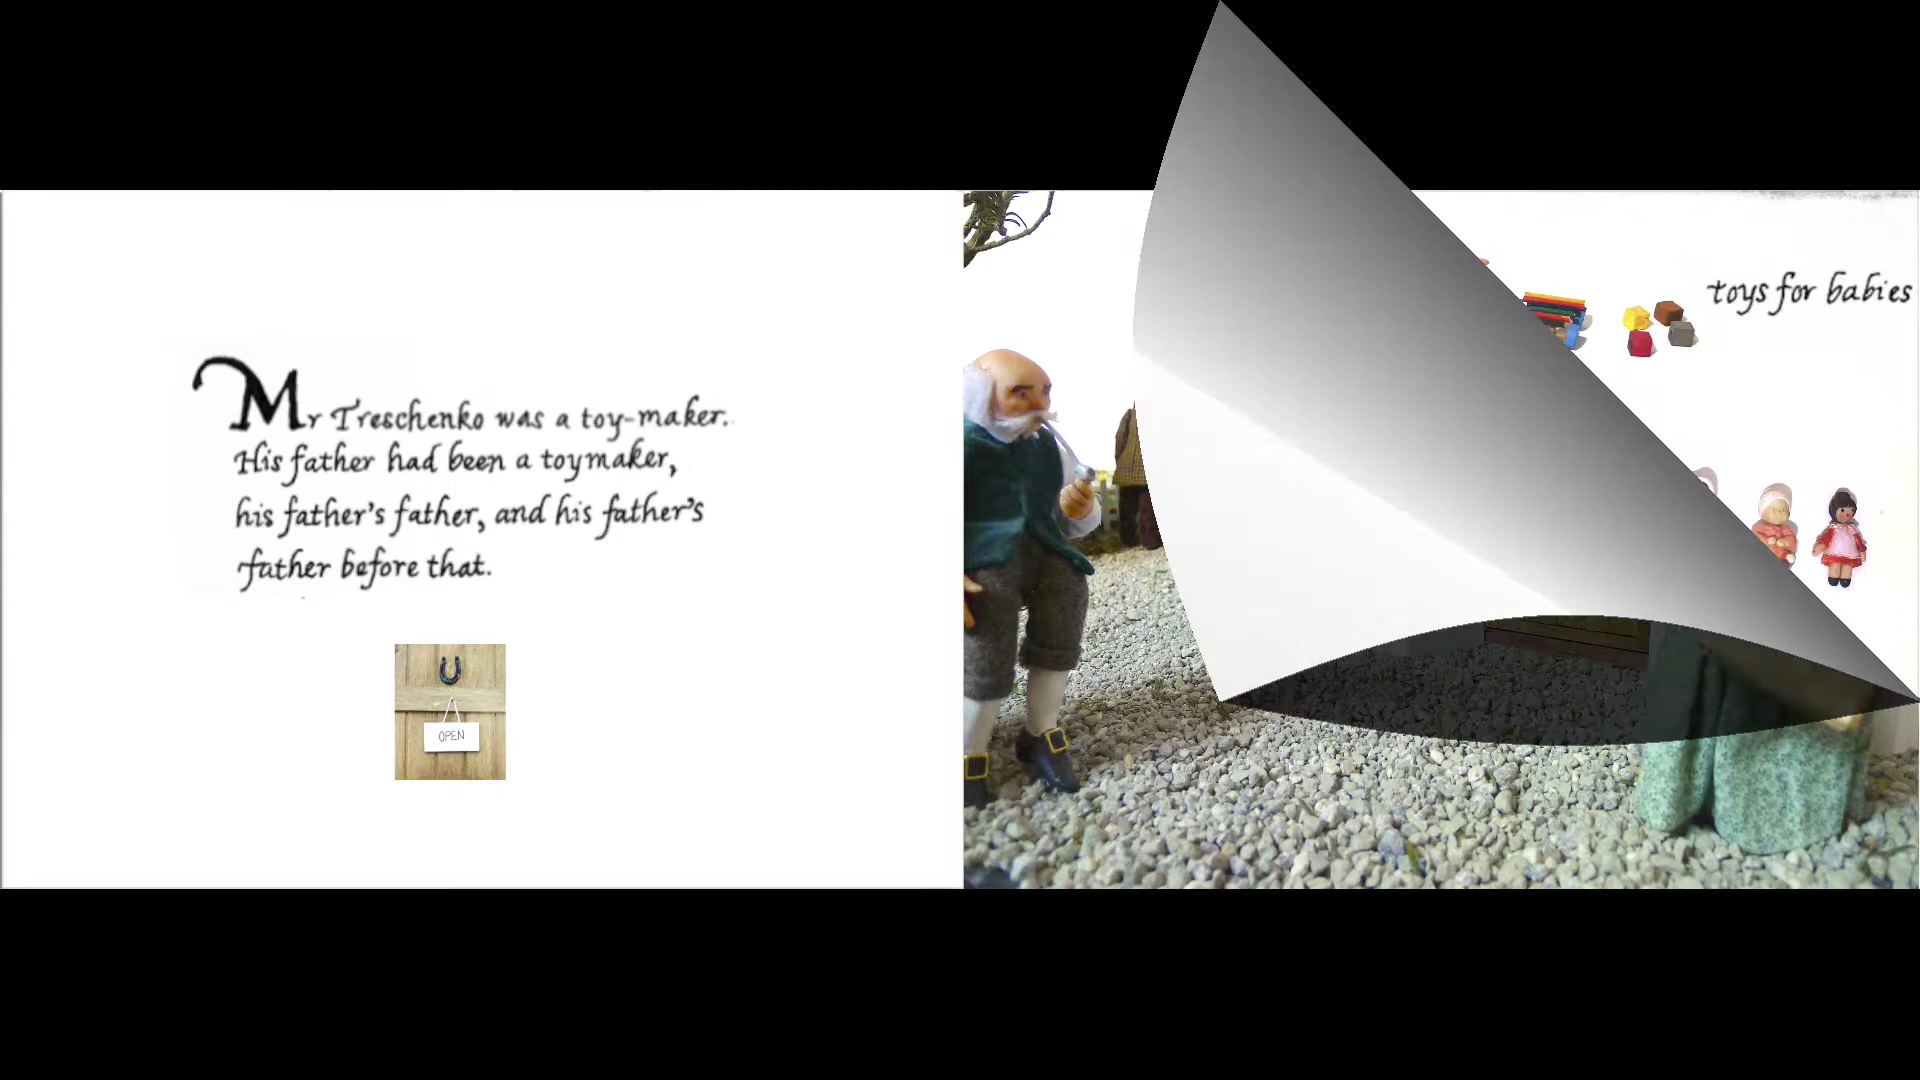 Mr Treschenko was a toy-maker.
His father had been a toymaker,
his father's father, and his father's
father before that.
OPEN
toys for babies